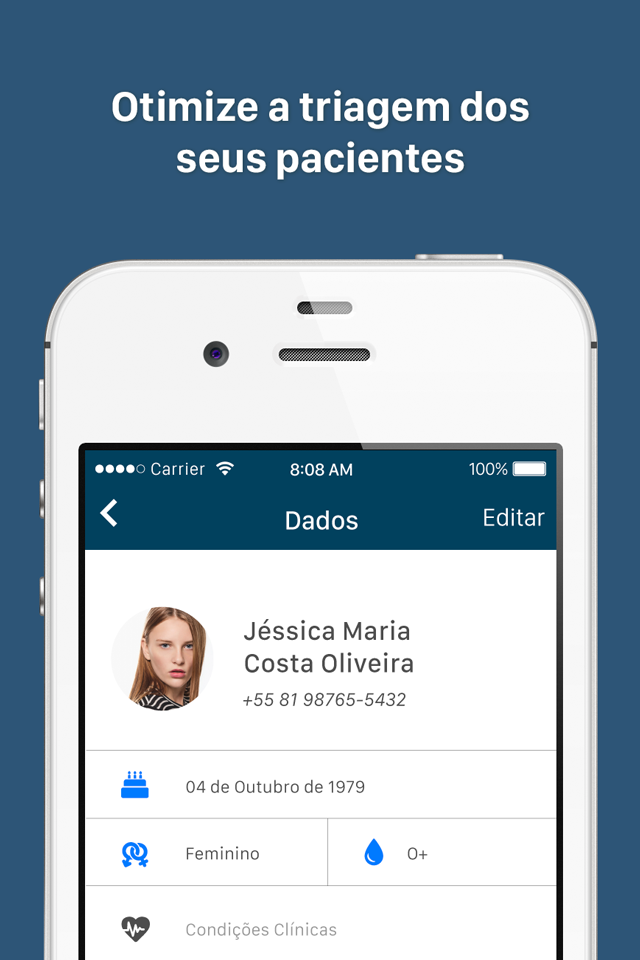 Otimize a triagem dos
seus pacientes
Carrier 8:08 AM 100%
Dados Editar
Jéssica Maria
Costa Oliveira
+55 81 98765-5432
04 de Outubro de 1979
Feminino O+
Condições Clínicas